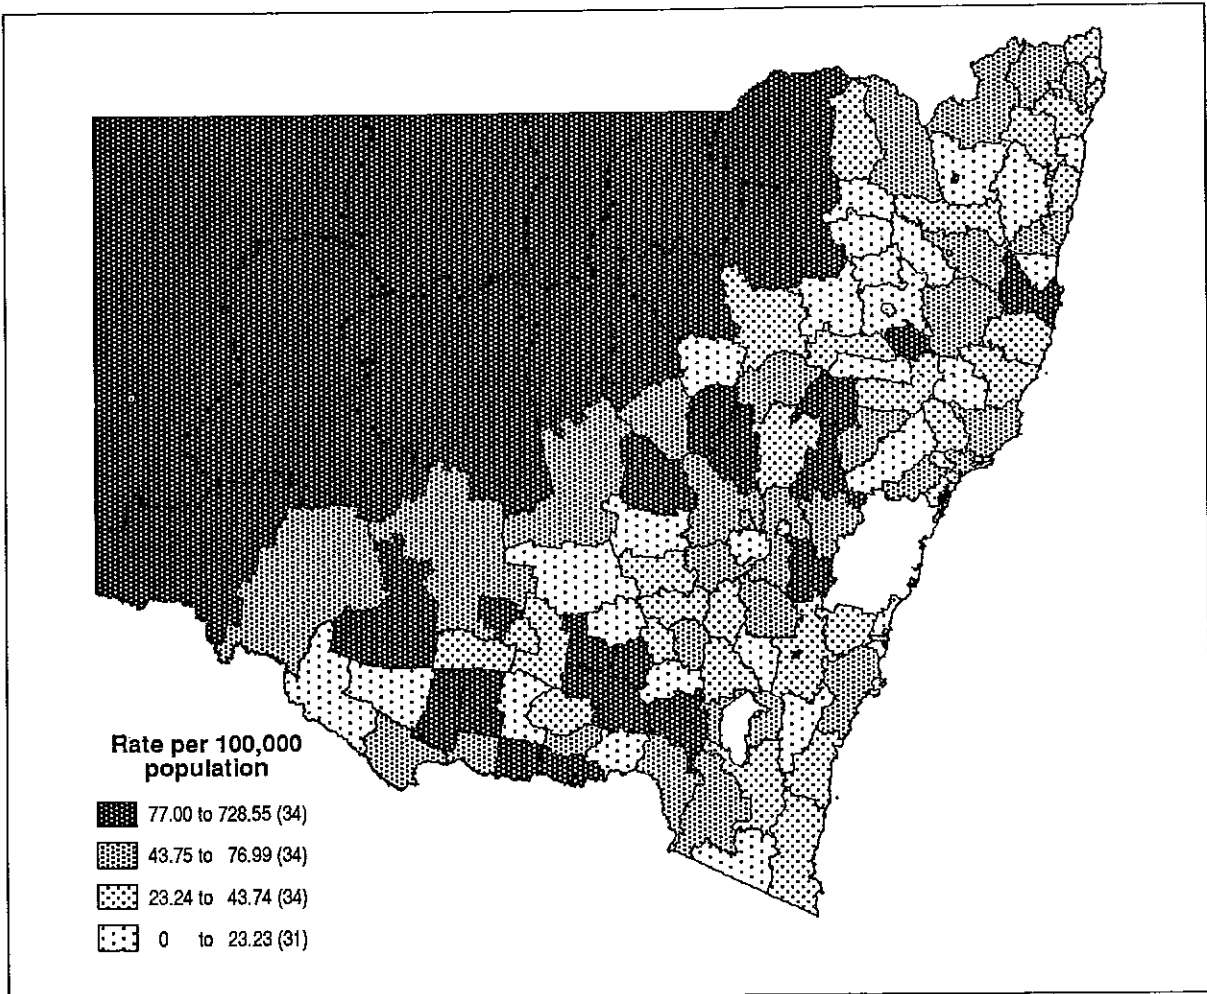 Rate per 100,000
population
77.00 to 728.55 (34)
43.75 to 76.99 (34)
23.24 to 43.74 (34)
0 to 23.23 (31)